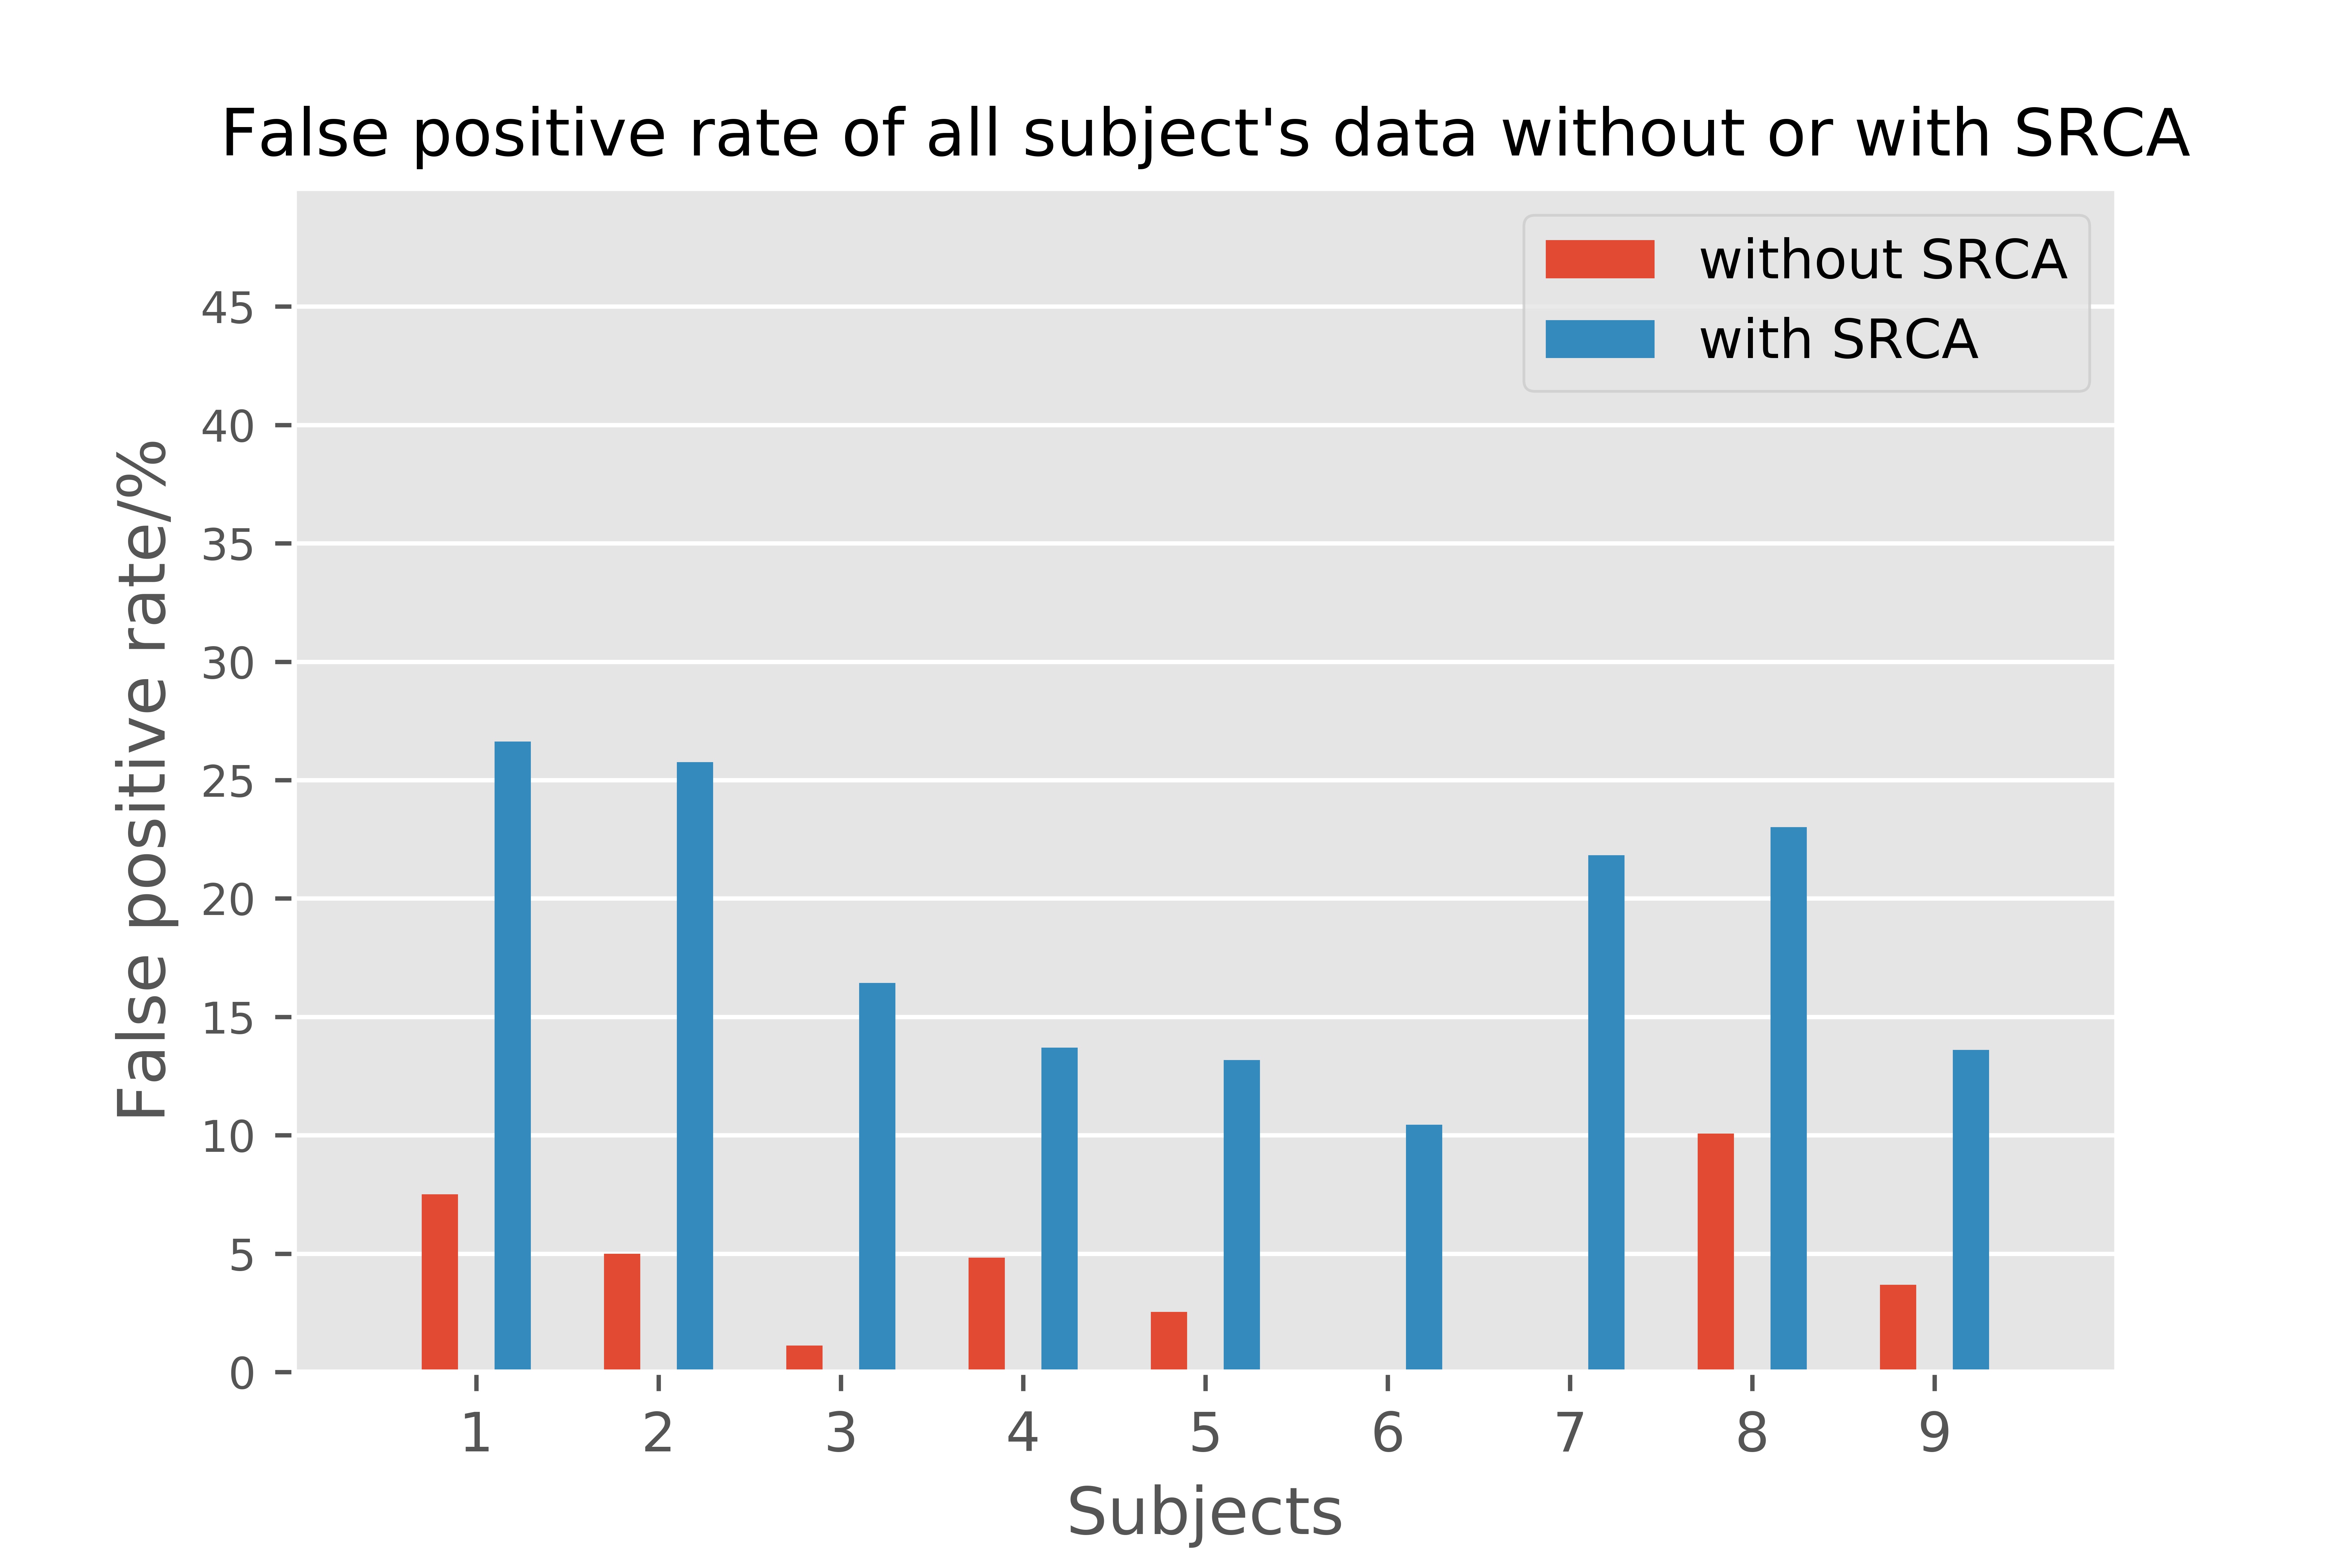 False positive rate of all subject's data without or with SRCA
without SRCA
with SRCA
False positive rate/%
45
40
35
30
25
20
15
10
5
0
1 2 3 4 5 6 7 8 9
Subjects